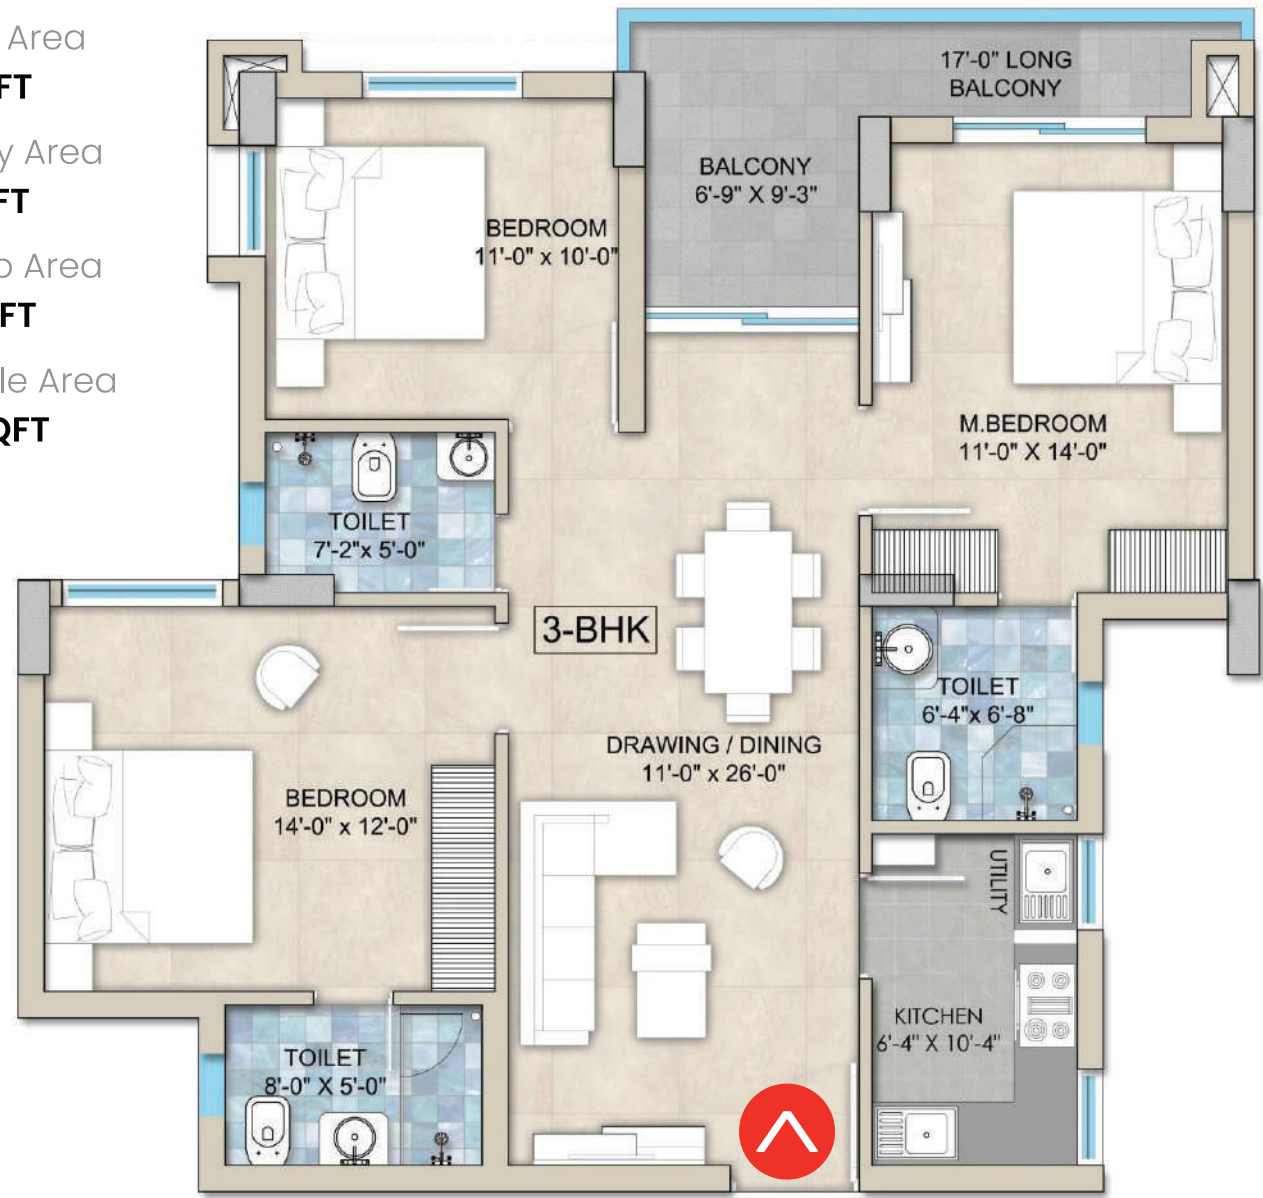 Area
FT
y Area
FT
Area
FT
le Area
QFT
17'-0" LONG
BALCONY
BALCONY
6'-9" X 9'-3"
BEDROOM
11'-0" x 10'-0"
M.BEDROOM
11'-0" X 14'-0"
TOILET
7'-2"x 5'-0"
3-BHK
TOILET
6'-4"x 6'-8"
DRAWING / DINING
11'-0" x 26'-0"
BEDROOM
14'-0" x 12'-0"
UTILITY
KITCHEN
6'-4" X 10'-4"
TOILET
8'-0" X 5'-0"